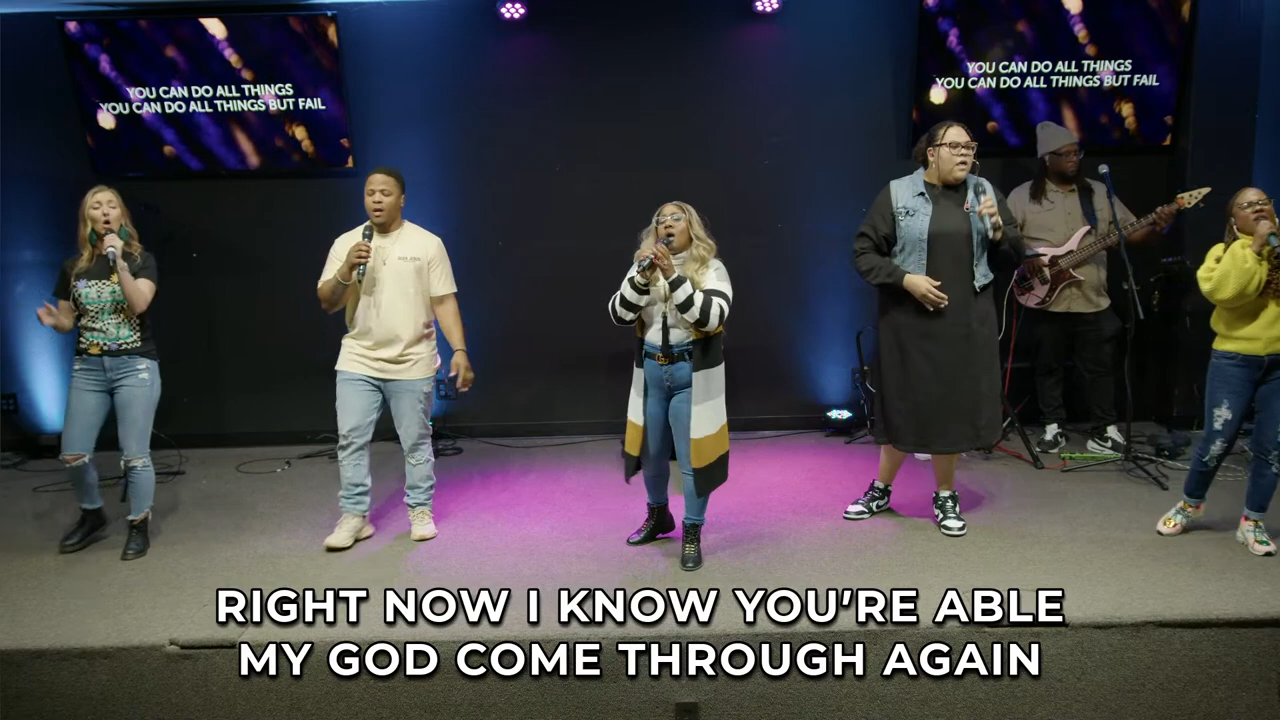 YOU CAN DO ALL THINGS
YOU CAN DO ALL THINGS BUT FAIL
YOU CAN DO ALL THINGS
YOU CAN DO ALL THINGS BUT FAIL
RIGHT NOW I KNOW YOU'RE ABLE
MY GOD COME THROUGH AGAIN